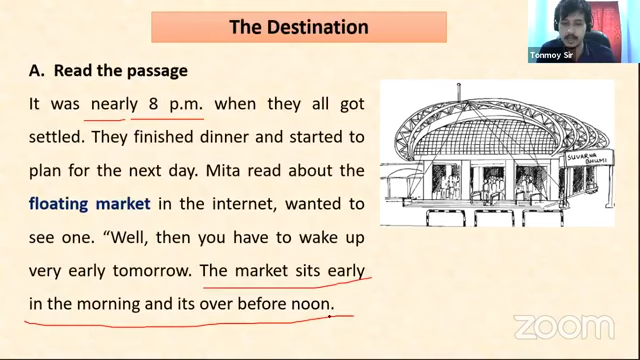 The Destination
Tonmoy Sir
A. Read the passage
It was nearly 8 p.m. when they all got
settled. They finished dinner and started to
plan for the next day. Mita read about the
floating market in the internet, wanted to
see one. “Well, then you have to wake up
very early tomorrow. The market sits early
in the morning and its over before noon.
SUVARNA
BHUMI
zoom